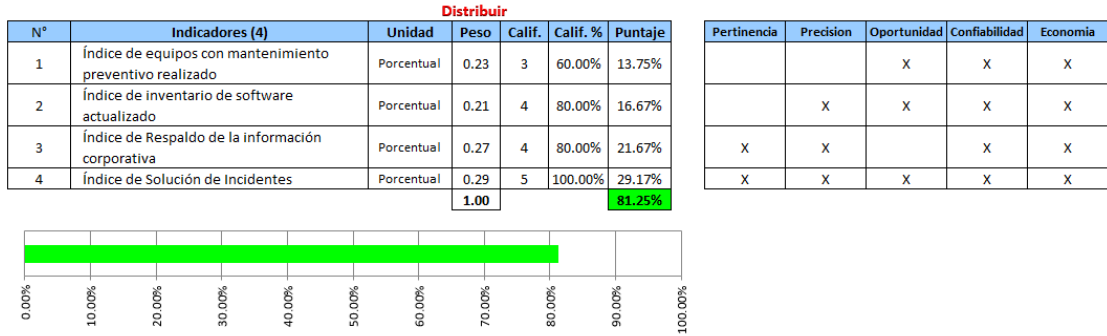 Distribuir
N° Indicadores (4) Unidad Peso Calif. Calif. % Puntaje Pertinencia Precision Oportunidad Confiabilidad Economia
1 Índice de equipos con mantenimiento preventivo realizado Porcentual 0.23 3 60.00% 13.75% X X X
2 Índice de inventario de software actualizado Porcentual 0.21 4 80.00% 16.67% X X X X
3 Índice de Respaldo de la información corporativa Porcentual 0.27 4 80.00% 21.67% X X X X
4 Índice de Solución de Incidentes Porcentual 0.29 5 100.00% 29.17% X X X X X
1.00 81.25%
0.00% 10.00% 20.00% 30.00% 40.00% 50.00% 60.00% 70.00% 80.00% 90.00% 100.00%